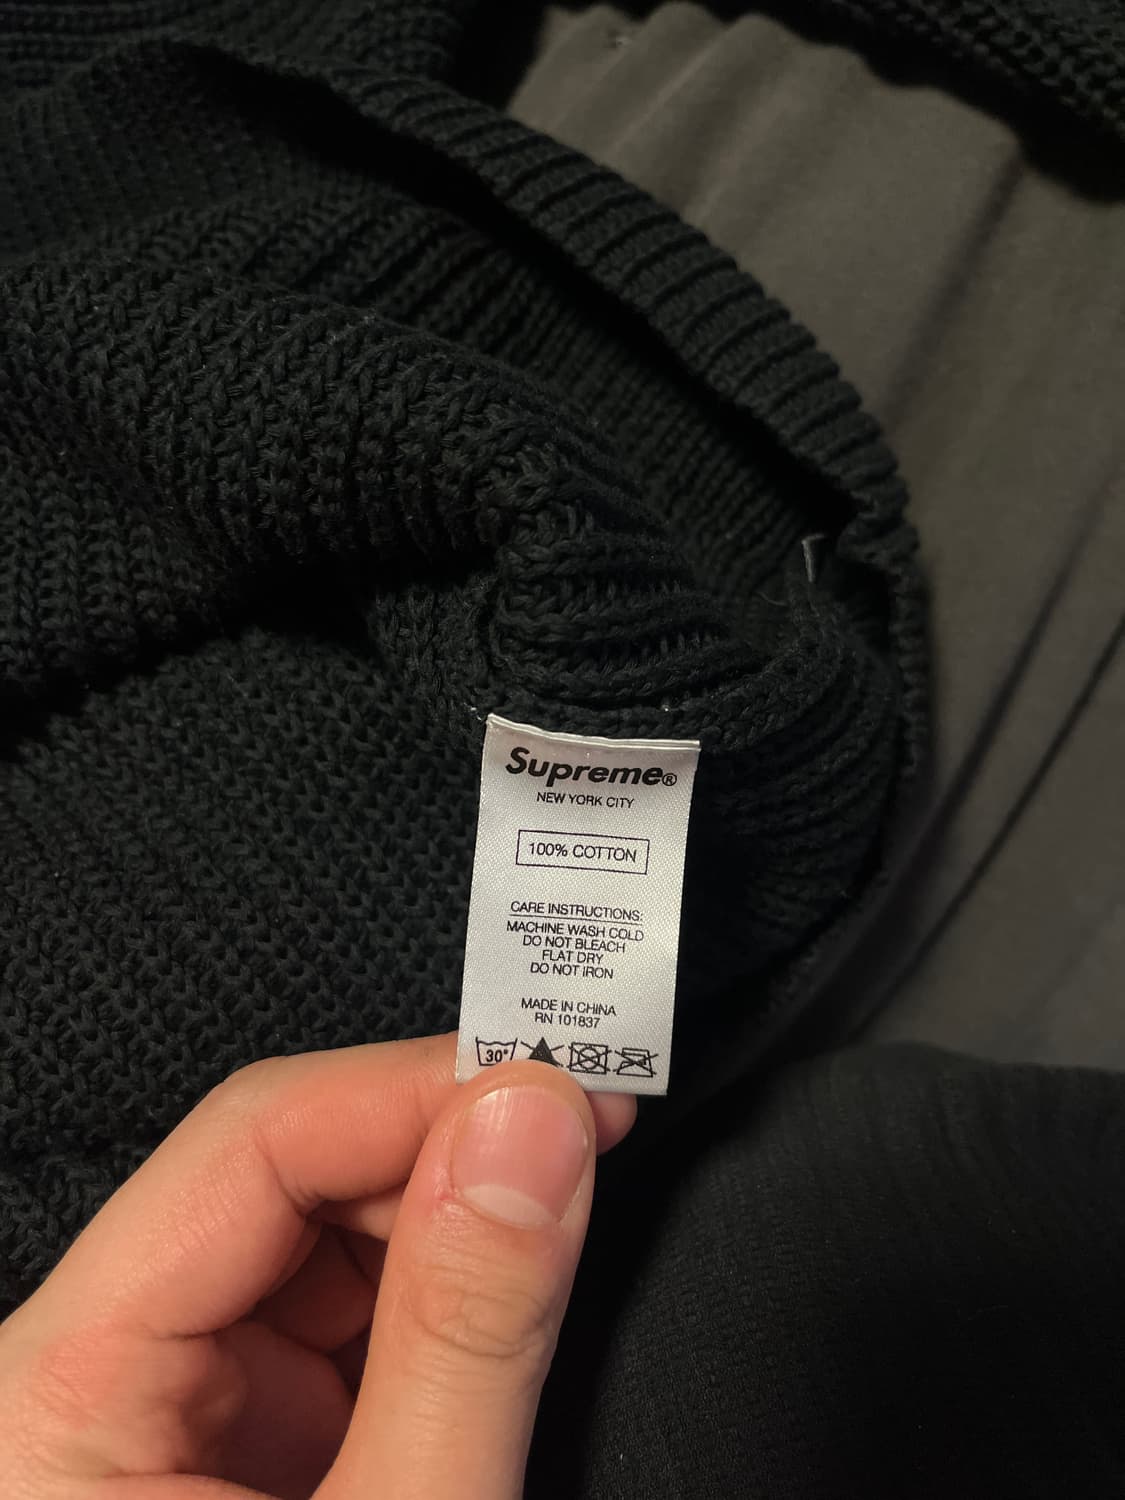 Supreme®
NEW YORK CITY
100% COTTON
CARE INSTRUCTIONS:
MACHINE WASH COLD
DO NOT BLEACH
FLAT DRY
DO NOT IRON
MADE IN CHINA
RN 101837
30°